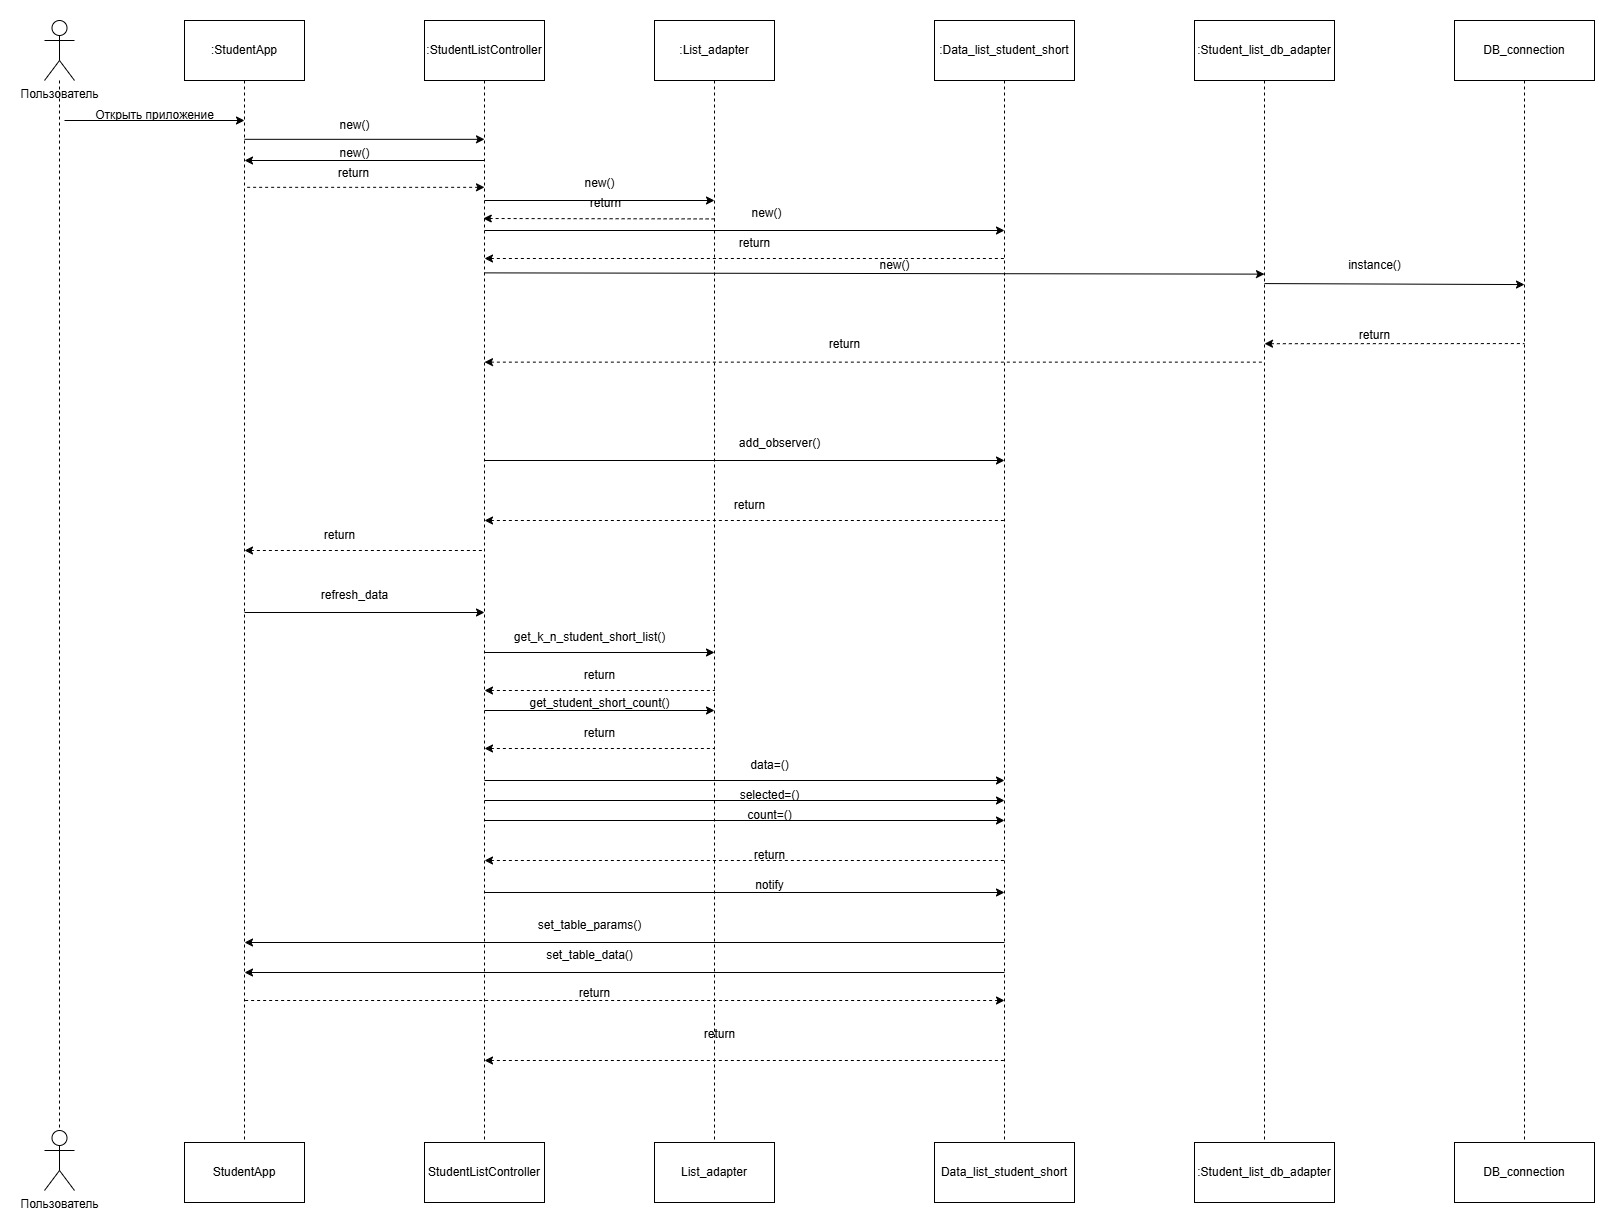 :StudentApp
:StudentListController
:List_adapter
:Data_list_student_short
:Student_list_db_adapter
DB_connection
Пользователь
Открыть приложение
new()
new()
return
new()
return
new()
return
new()
instance()
return
return
add_observer()
return
return
refresh_data
get_k_n_student_short_list()
return
get_student_short_count()
return
data=()
selected=()
count=()
return
notify
set_table_params()
set_table_data()
return
return
StudentApp
StudentListController
List_adapter
Data_list_student_short
:Student_list_db_adapter
DB_connection
Пользователь